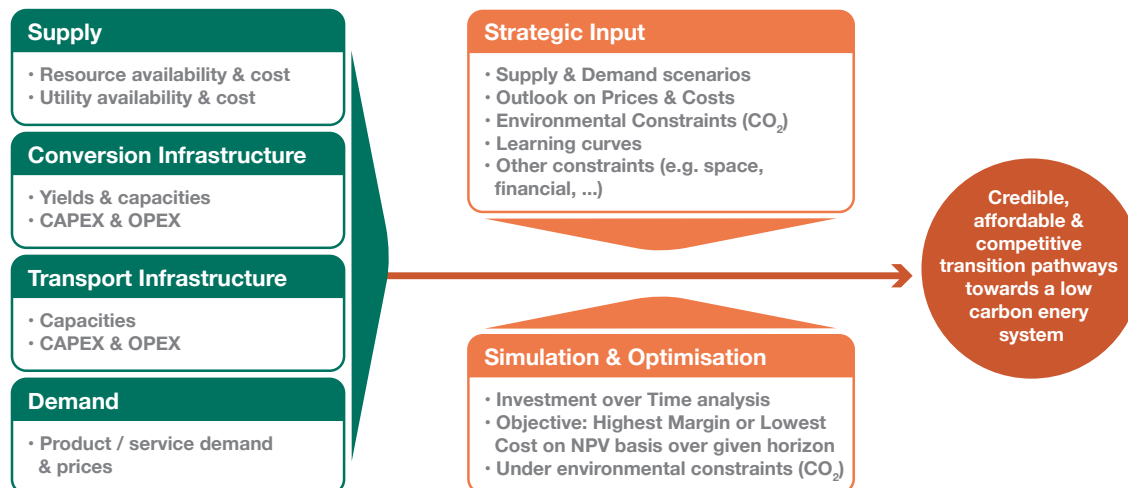 Supply
· Resource availability & cost
· Utility availability & cost
Conversion Infrastructure
· Yields & capacities
· CAPEX & OPEX
Transport Infrastructure
· Capacities
· CAPEX & OPEX
Demand
· Product / service demand
& prices
Strategic Input
· Supply & Demand scenarios
· Outlook on Prices & Costs
· Environmental Constraints (CO₂)
· Learning curves
· Other constraints (e.g. space,
financial, ...)
Simulation & Optimisation
· Investment over Time analysis
· Objective: Highest Margin or Lowest
Cost on NPV basis over given horizon
· Under environmental constraints (CO₂)
Credible,
affordable &
competitive
transition pathways
towards a low
carbon enery
system